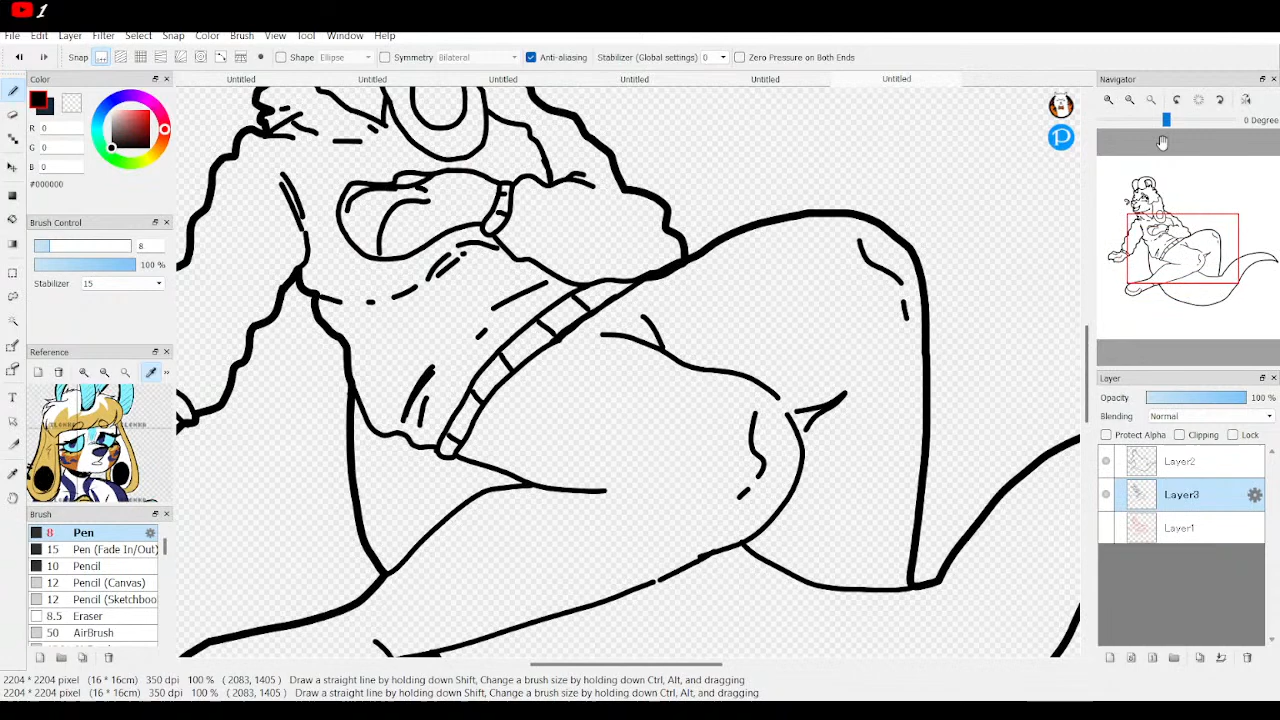 1
File Edit Layer Filter Select Snap Color Brush View Tool Window Help
Snap Shape Ellipse Symmetry Bilateral Anti-aliasing Stabilizer (Global settings) 0 Zero Pressure on Both Ends
Color Untitled Untitled Untitled Untitled Untitled Untitled Navigator
R 0
G 0
B 0
#000000
0 Degree
P
Brush Control
8
100 %
Stabilizer 15
Reference
Brush
8 Pen
15 Pen (Fade In/Out)
10 Pencil
12 Pencil (Canvas)
12 Pencil (Sketchboo
8.5 Eraser
50 AirBrush
Layer
Opacity 100 %
Blending Normal
Protect Alpha Clipping Lock
Layer2
Layer3
Layer1
2204 * 2204 pixel (16 * 16cm) 350 dpi 100 % ( 2083, 1405 ) Draw a straight line by holding down Shift, Change a brush size by holding down Ctrl, Alt, and dragging
2204 * 2204 pixel (16 * 16cm) 350 dpi 100 % ( 2083, 1405 ) Draw a straight line by holding down Shift, Change a brush size by holding down Ctrl, Alt, and dragging